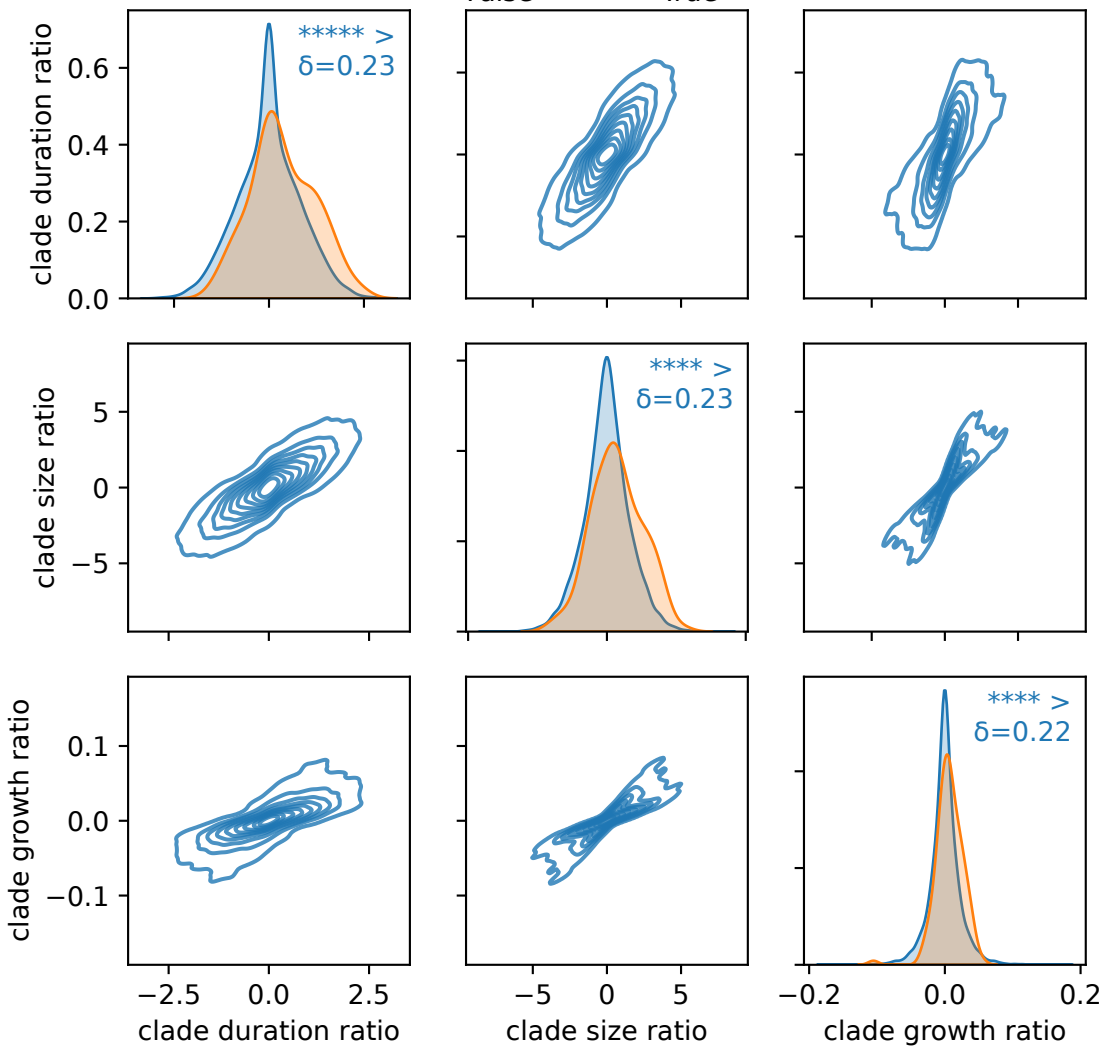 clade duration ratio
0.6
0.4
0.2
0.0
***** >
δ=0.23
clade size ratio
5
0
−5
**** >
δ=0.23
clade growth ratio
0.1
0.0
−0.1
**** >
δ=0.22
−2.5 0.0 2.5
clade duration ratio
−5 0 5
clade size ratio
−0.2 0.0 0.2
clade growth ratio